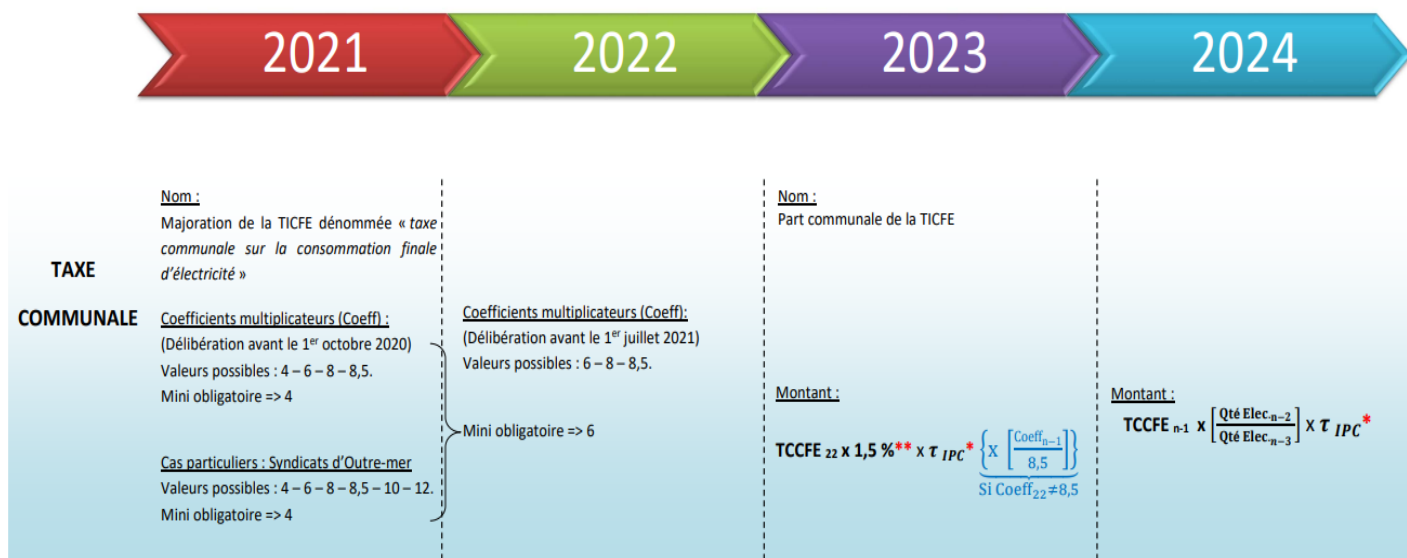 2021 2022 2023 2024
TAXE
COMMUNALE
Nom :
Majoration de la TICFE dénommée « taxe
communale sur la consommation finale
d'électricité »
Coefficients multiplicateurs (Coeff) :
(Délibération avant le 1er octobre 2020)
Valeurs possibles : 4 – 6 – 8 – 8,5.
Mini obligatoire => 4
Cas particuliers : Syndicats d'Outre-mer
Valeurs possibles : 4 – 6 – 8 – 8,5 – 10 – 12.
Mini obligatoire => 4
Coefficients multiplicateurs (Coeff):
(Délibération avant le 1er juillet 2021)
Valeurs possibles : 6 – 8 – 8,5.
Mini obligatoire => 6
Nom :
Part communale de la TICFE
Montant :
TCCFE 22 x 1,5 %** x τ IPC* {x [Coeff n-1 / 8,5]}
Si Coeff22≠8,5
Montant :
TCCFE n-1 x [Qté Elec.n-2 / Qté Elec.n-3] x τ IPC*